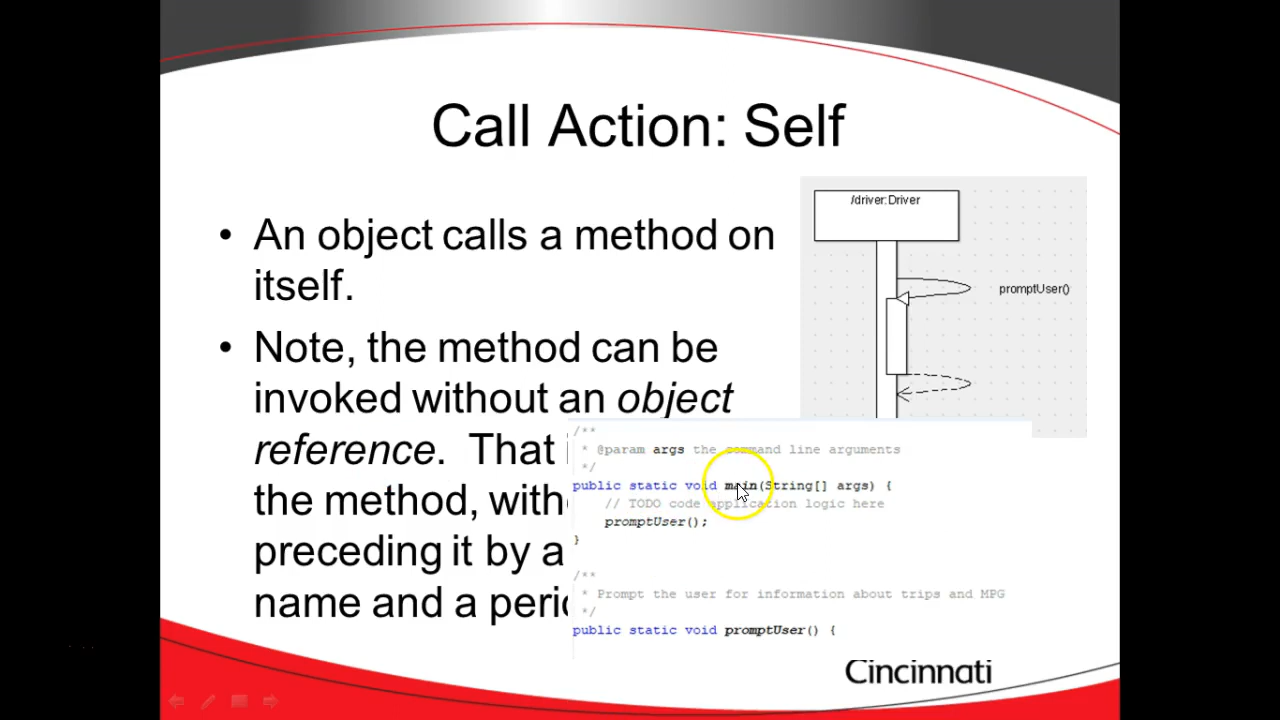 Call Action: Self
• An object calls a method on
itself.
• Note, the method can be
invoked without an object
reference. That i
the method, with
preceding it by a
name and a peri
/driver:Driver
promptUser()
/**
* @param args the command line arguments
*/
public static void main(String[] args) {
// TODO code application logic here
promptUser();
}
/**
* Prompt the user for information about trips and MPG
*/
public static void promptUser() {
Cincinnati